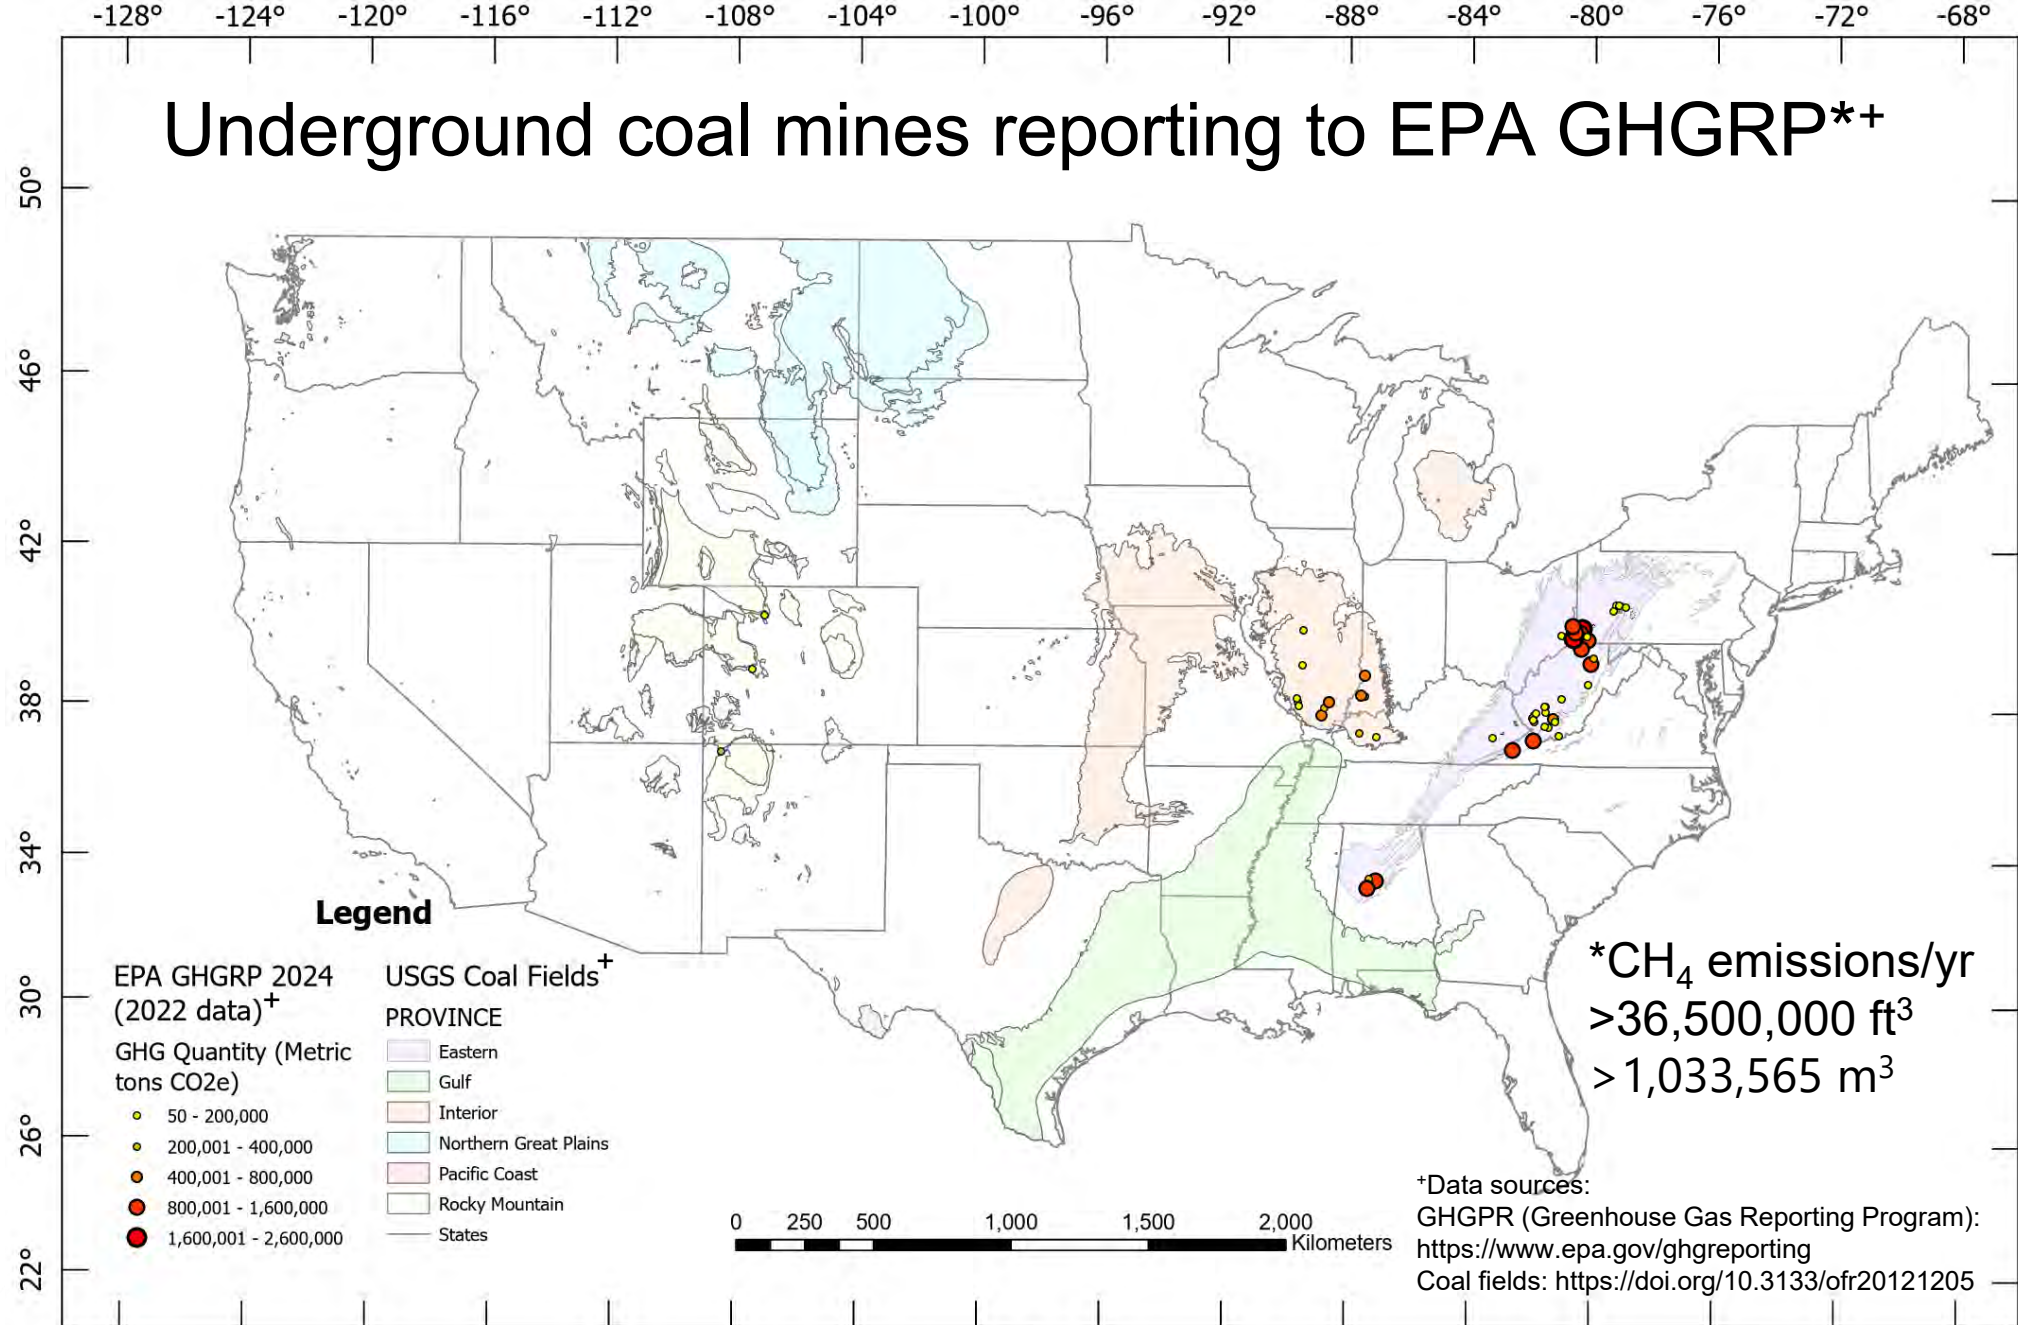 -128° -124° -120° -116° -112° -108° -104° -100° -96° -92° -88° -84° -80° -76° -72° -68°
Underground coal mines reporting to EPA GHGRP*+
50°
46°
42°
38°
34°
30°
26°
22°
Legend
EPA GHGRP 2024
(2022 data)+
GHG Quantity (Metric
tons CO2e)
50 - 200,000
200,001 - 400,000
400,001 - 800,000
800,001 - 1,600,000
1,600,001 - 2,600,000
USGS Coal Fields+
PROVINCE
Eastern
Gulf
Interior
Northern Great Plains
Pacific Coast
Rocky Mountain
States
0 250 500 1,000 1,500 2,000
Kilometers
*CH4 emissions/yr
>36,500,000 ft3
>1,033,565 m3
+Data sources:
GHGPR (Greenhouse Gas Reporting Program):
https://www.epa.gov/ghgreporting
Coal fields: https://doi.org/10.3133/ofr20121205